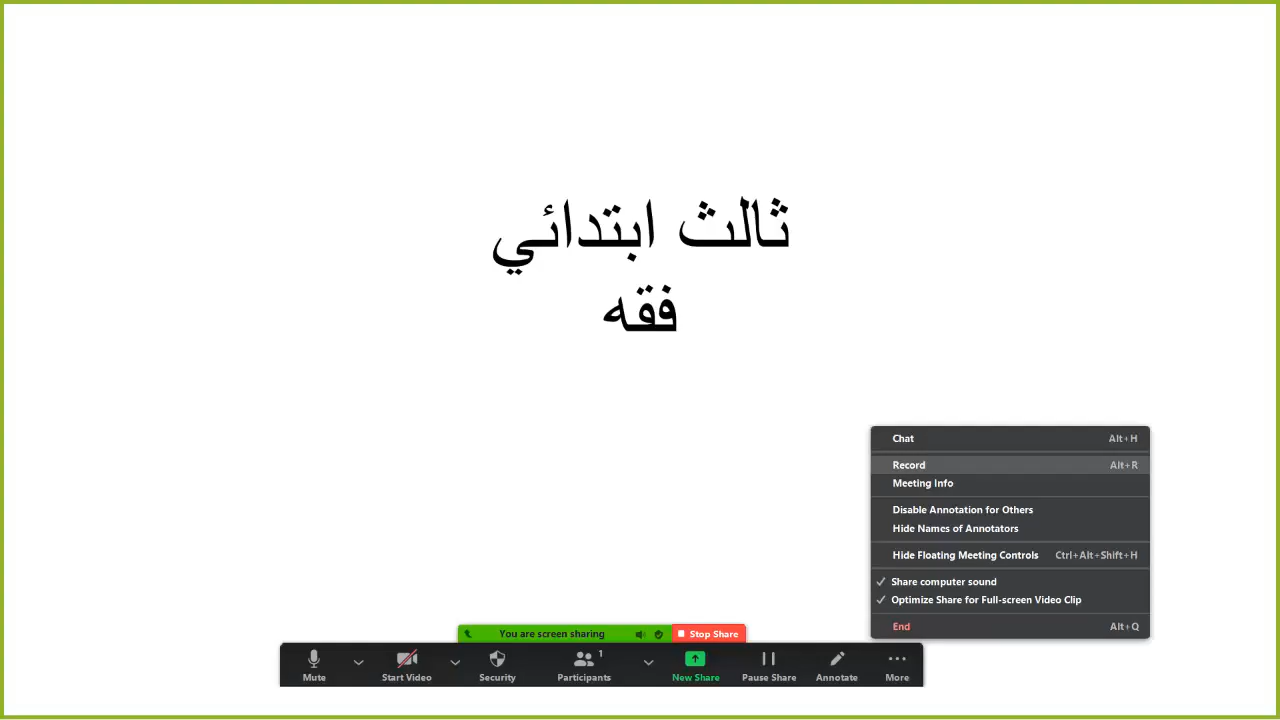 ثالث ابتدائي
فقه
Chat Alt+H
Record Alt+R
Meeting Info
Disable Annotation for Others
Hide Names of Annotators
Hide Floating Meeting Controls Ctrl+Alt+Shift+H
Share computer sound
Optimize Share for Full-screen Video Clip
End Alt+Q
You are screen sharing Stop Share
1
Mute Start Video Security Participants New Share Pause Share Annotate More